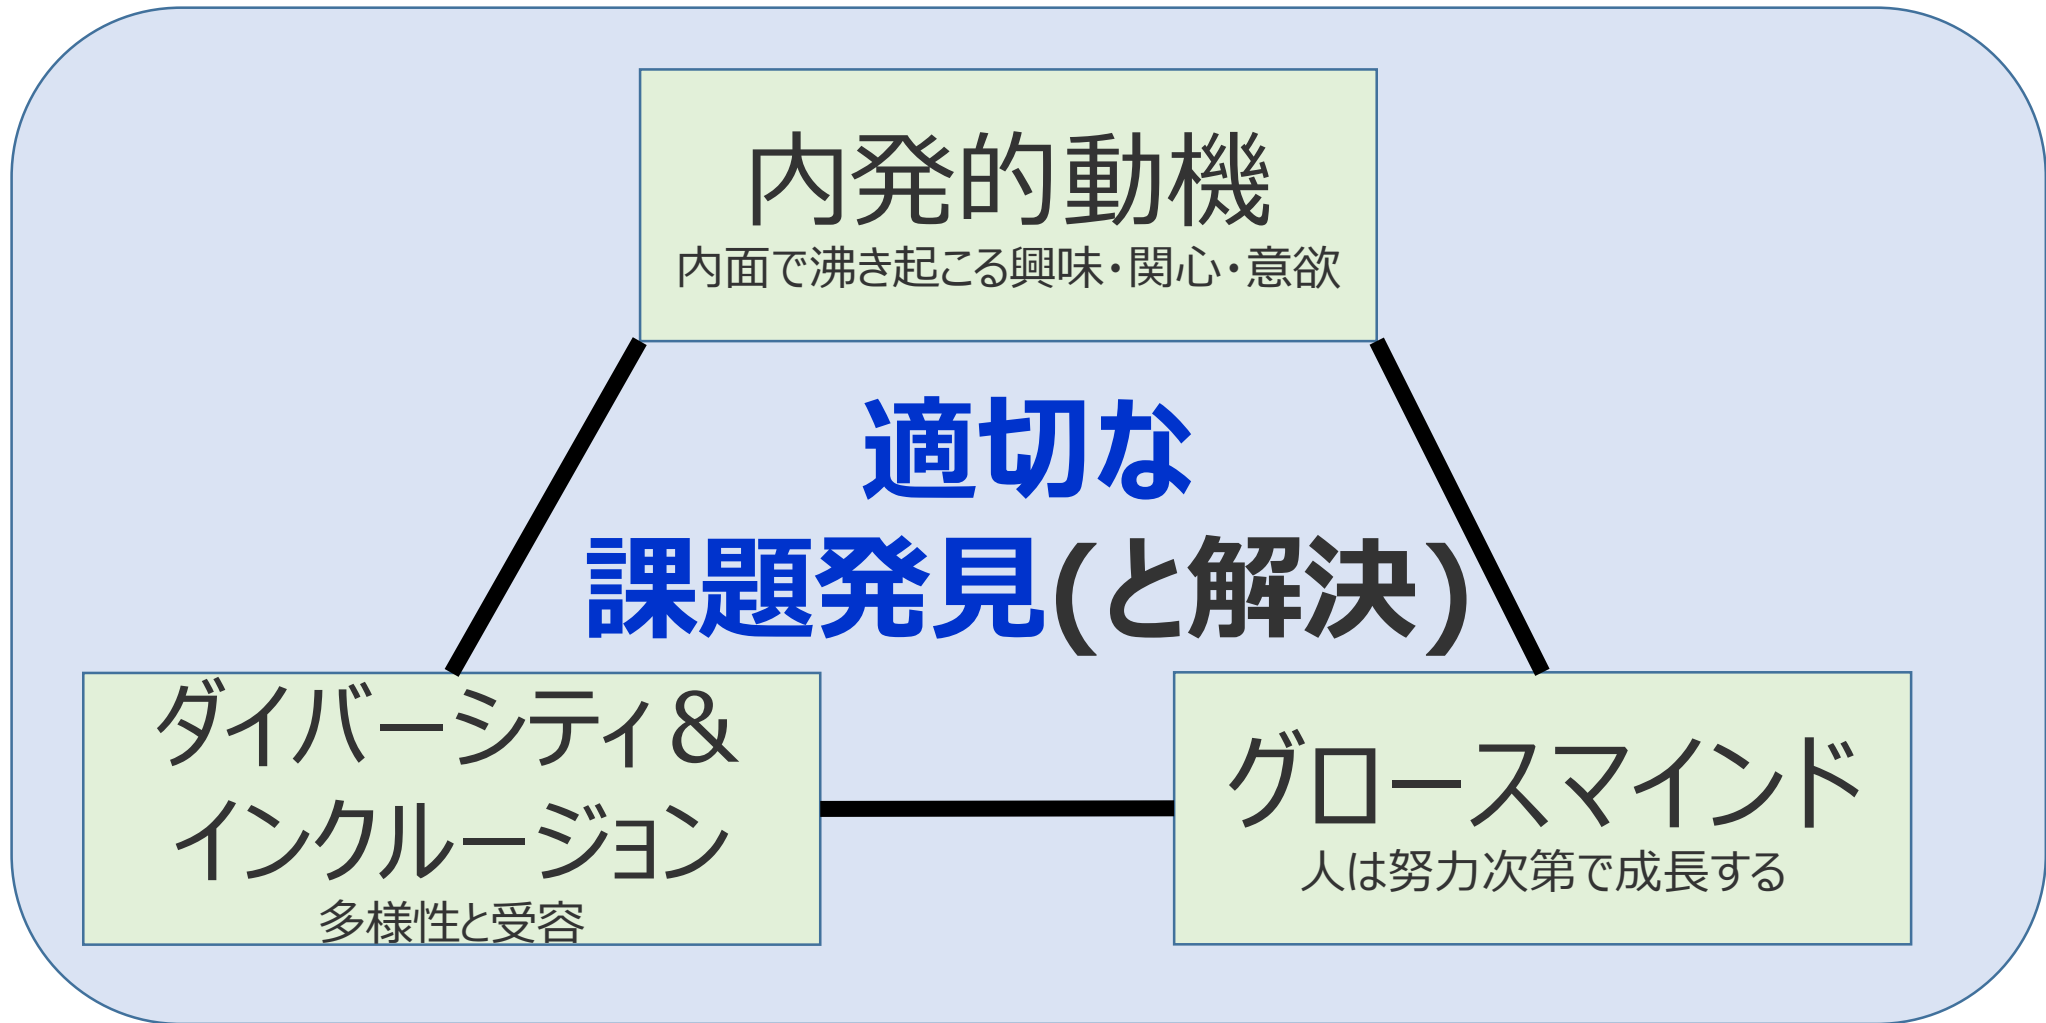 内発的動機
内面で沸き起こる興味・関心・意欲
適切な
課題発見(と解決)
ダイバーシティ＆
インクルージョン
多様性と受容
グロースマインド
人は努力次第で成長する